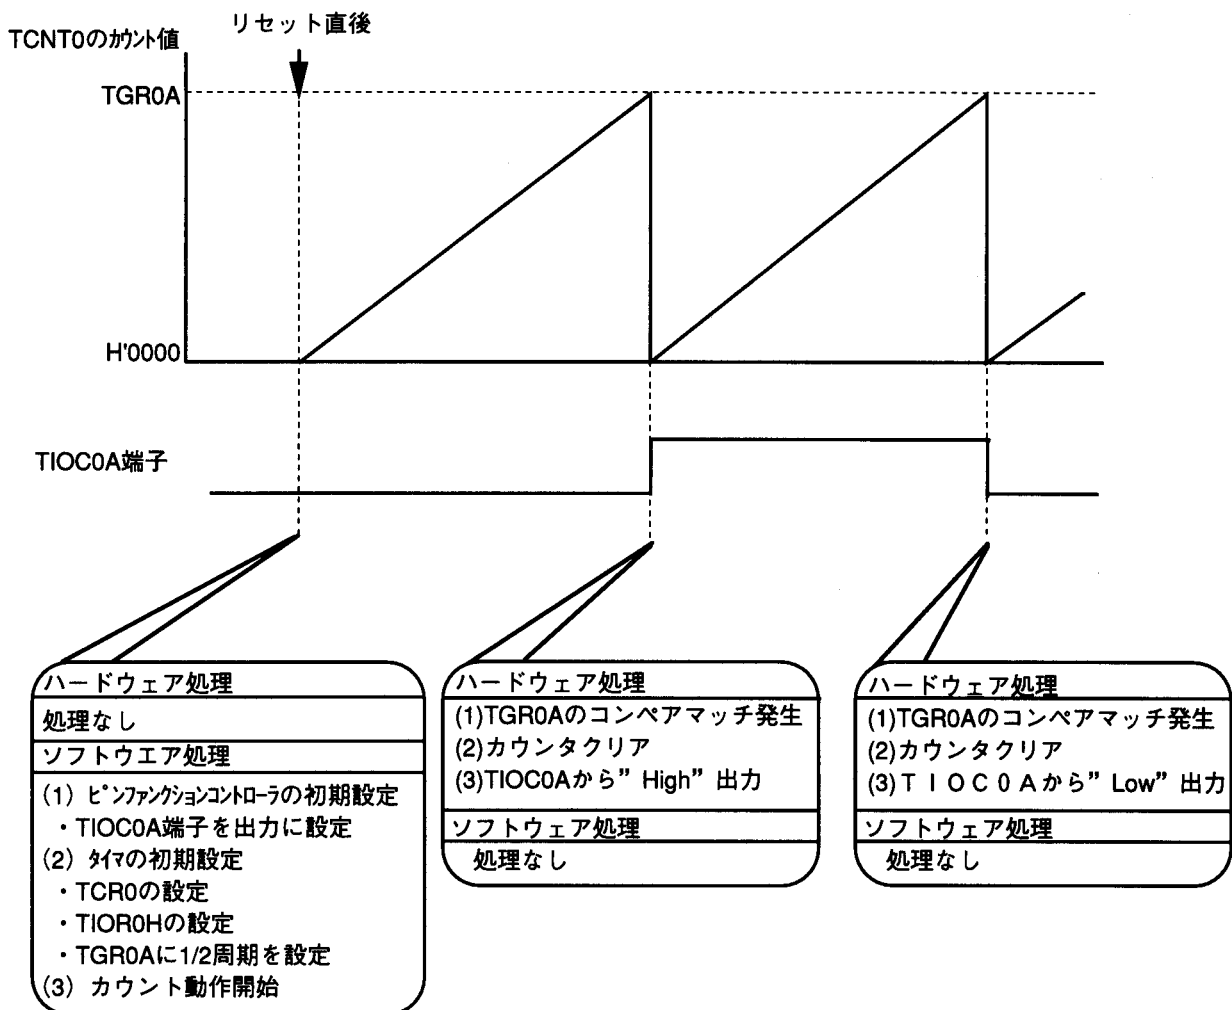 リセット直後
TCNT0のｶｳﾝﾄ値
TGR0A
H'0000
TIOC0A端子
ハードウェア処理
処理なし
ソフトウエア処理
(1) ﾋﾟﾝﾌｧﾝｸｼｮﾝｺﾝﾄﾛｰﾗの初期設定
・TIOC0A端子を出力に設定
(2) ﾀｲﾏの初期設定
・TCR0の設定
・TIOR0Hの設定
・TGR0Aに1/2周期を設定
(3) カウント動作開始
ハードウェア処理
(1)TGR0Aのコンペアマッチ発生
(2)カウンタクリア
(3)TIOC0Aから” High” 出力
ソフトウェア処理
処理なし
ハードウェア処理
(1)TGR0Aのコンペアマッチ発生
(2)カウンタクリア
(3)ＴＩＯＣ０Ａから” Low” 出力
ソフトウェア処理
処理なし